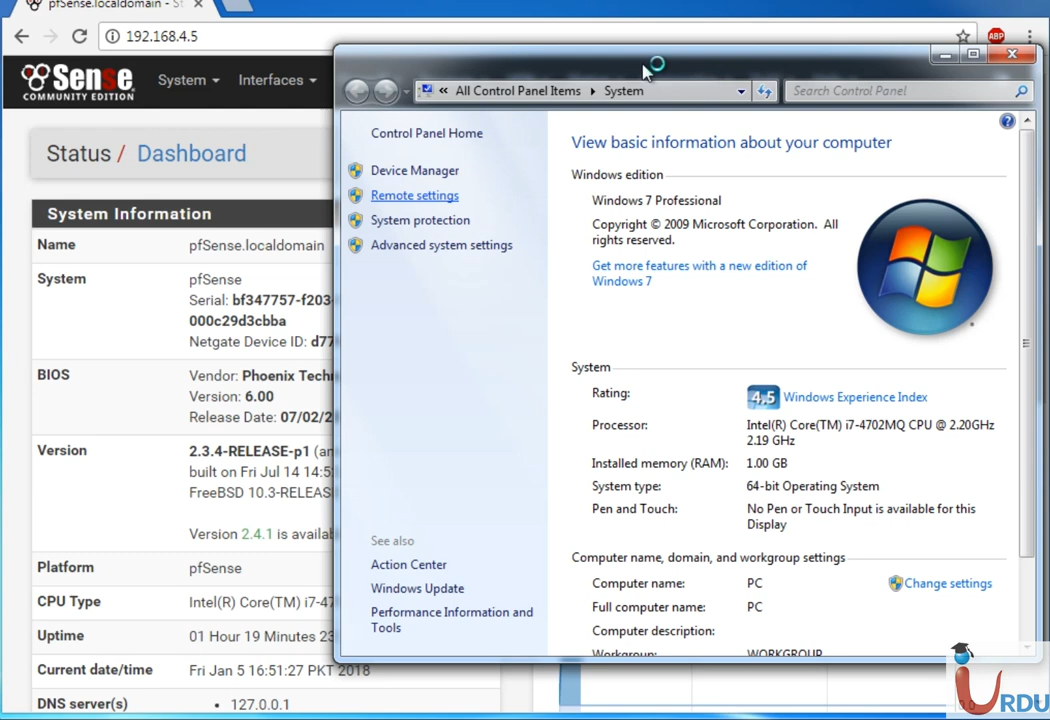 pfSense.localdomain - St
192.168.4.5
ABP
Sense
COMMUNITY EDITION
System
Interfaces
Status / Dashboard
System Information
Name
pfSense.localdomain
System
pfSense
Serial: bf347757-f203-
000c29d3cbba
Netgate Device ID: d77
BIOS
Vendor: Phoenix Techn
Version: 6.00
Release Date: 07/02/2
Version
2.3.4-RELEASE-p1 (am
built on Fri Jul 14 14:5
FreeBSD 10.3-RELEAS
Version 2.4.1 is availa
Platform
pfSense
CPU Type
Intel(R) Core(TM) i7-47
Uptime
01 Hour 19 Minutes 23
Current date/time
Fri Jan 5 16:51:27 PKT 2018
DNS server(s)
• 127.0.0.1
« All Control Panel Items ▸ System
Search Control Panel
Control Panel Home
Device Manager
Remote settings
System protection
Advanced system settings
See also
Action Center
Windows Update
Performance Information and
Tools
View basic information about your computer
Windows edition
Windows 7 Professional
Copyright © 2009 Microsoft Corporation. All
rights reserved.
Get more features with a new edition of
Windows 7
System
Rating:
4.5 Windows Experience Index
Processor:
Intel(R) Core(TM) i7-4702MQ CPU @ 2.20GHz
2.19 GHz
Installed memory (RAM):
1.00 GB
System type:
64-bit Operating System
Pen and Touch:
No Pen or Touch Input is available for this
Display
Computer name, domain, and workgroup settings
Computer name:
PC
Change settings
Full computer name:
PC
Computer description:
Workgroup:
WORKGROUP
iURDU